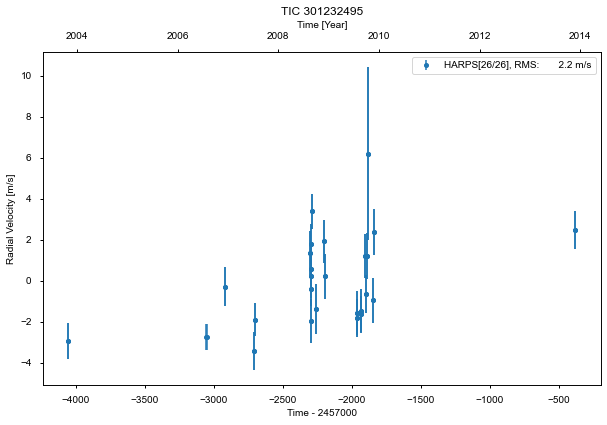 TIC 301232495
Time [Year]
2004 2006 2008 2010 2012 2014
HARPS[26/26], RMS: 2.2 m/s
Radial Velocity [m/s]
10
8
6
4
2
0
−2
−4
−4000 −3500 −3000 −2500 −2000 −1500 −1000 −500
Time - 2457000